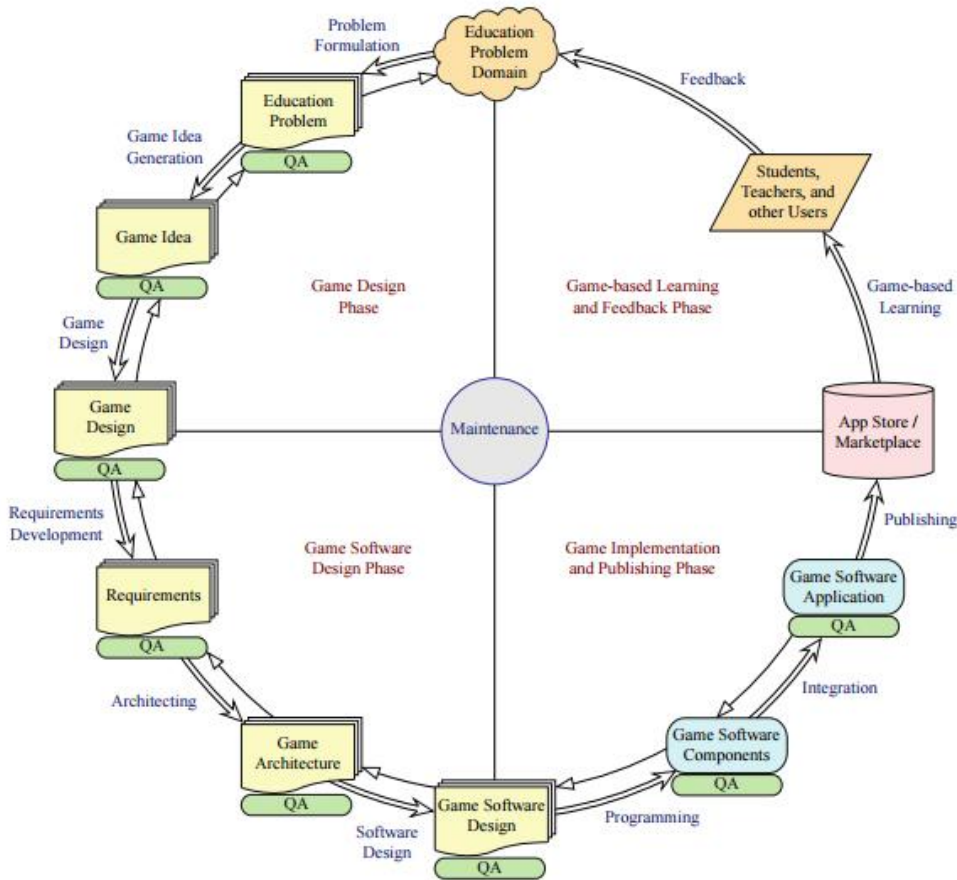 Problem
Formulation
Education
Problem
Domain
Feedback
Education
Problem
QA
Game Idea
Generation
Students,
Teachers, and
other Users
Game Idea
QA
Game Design
Phase
Game-based Learning
and Feedback Phase
Game-based
Learning
Game
Design
Game
Design
QA
Maintenance
App Store /
Marketplace
Requirements
Development
Publishing
Game Software
Design Phase
Game Implementation
and Publishing Phase
Requirements
QA
Game Software
Application
QA
Architecting
Integration
Game
Architecture
QA
Game Software
Components
QA
Software
Design
Game Software
Design
QA
Programming